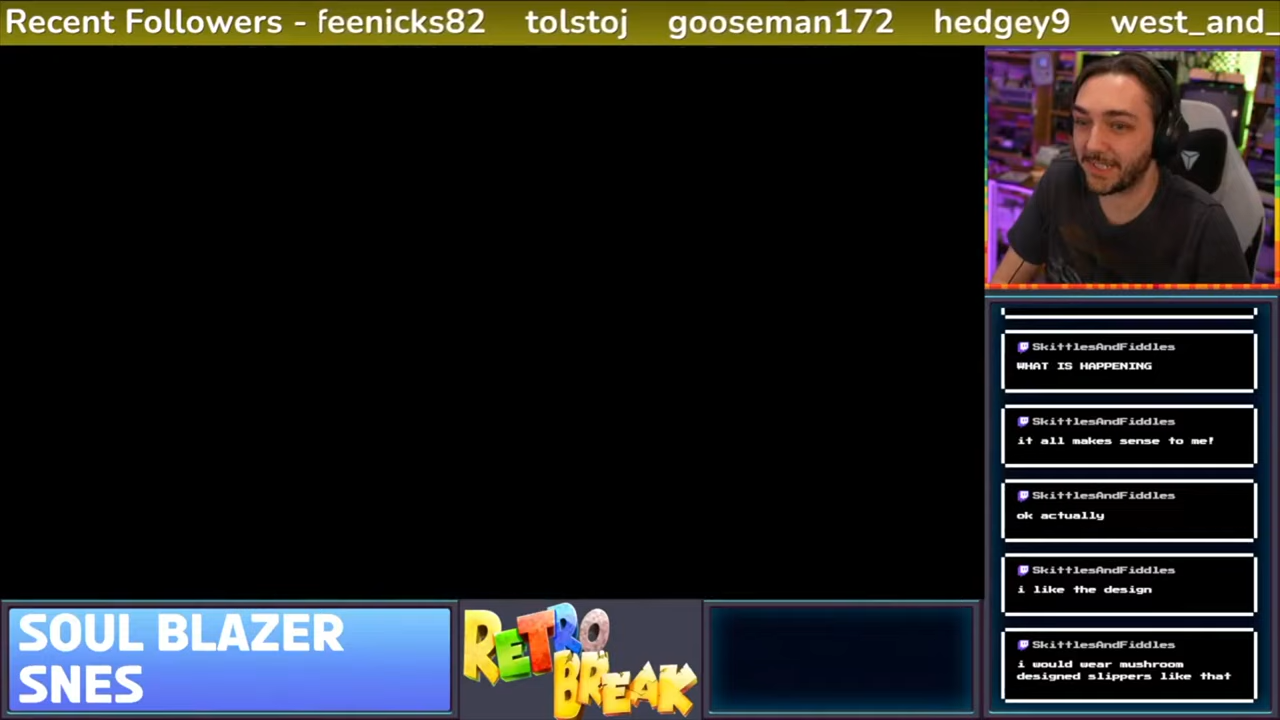 Recent Followers - feenicks82 tolstoj gooseman172 hedgey9 west_and_
SkittlesAndFiddles
WHAT IS HAPPENING
SkittlesAndFiddles
it all makes sense to me!
SkittlesAndFiddles
ok actually
SkittlesAndFiddles
i like the design
SkittlesAndFiddles
i would wear mushroom
designed slippers like that
SOUL BLAZER
SNES
RETRO
BREAK